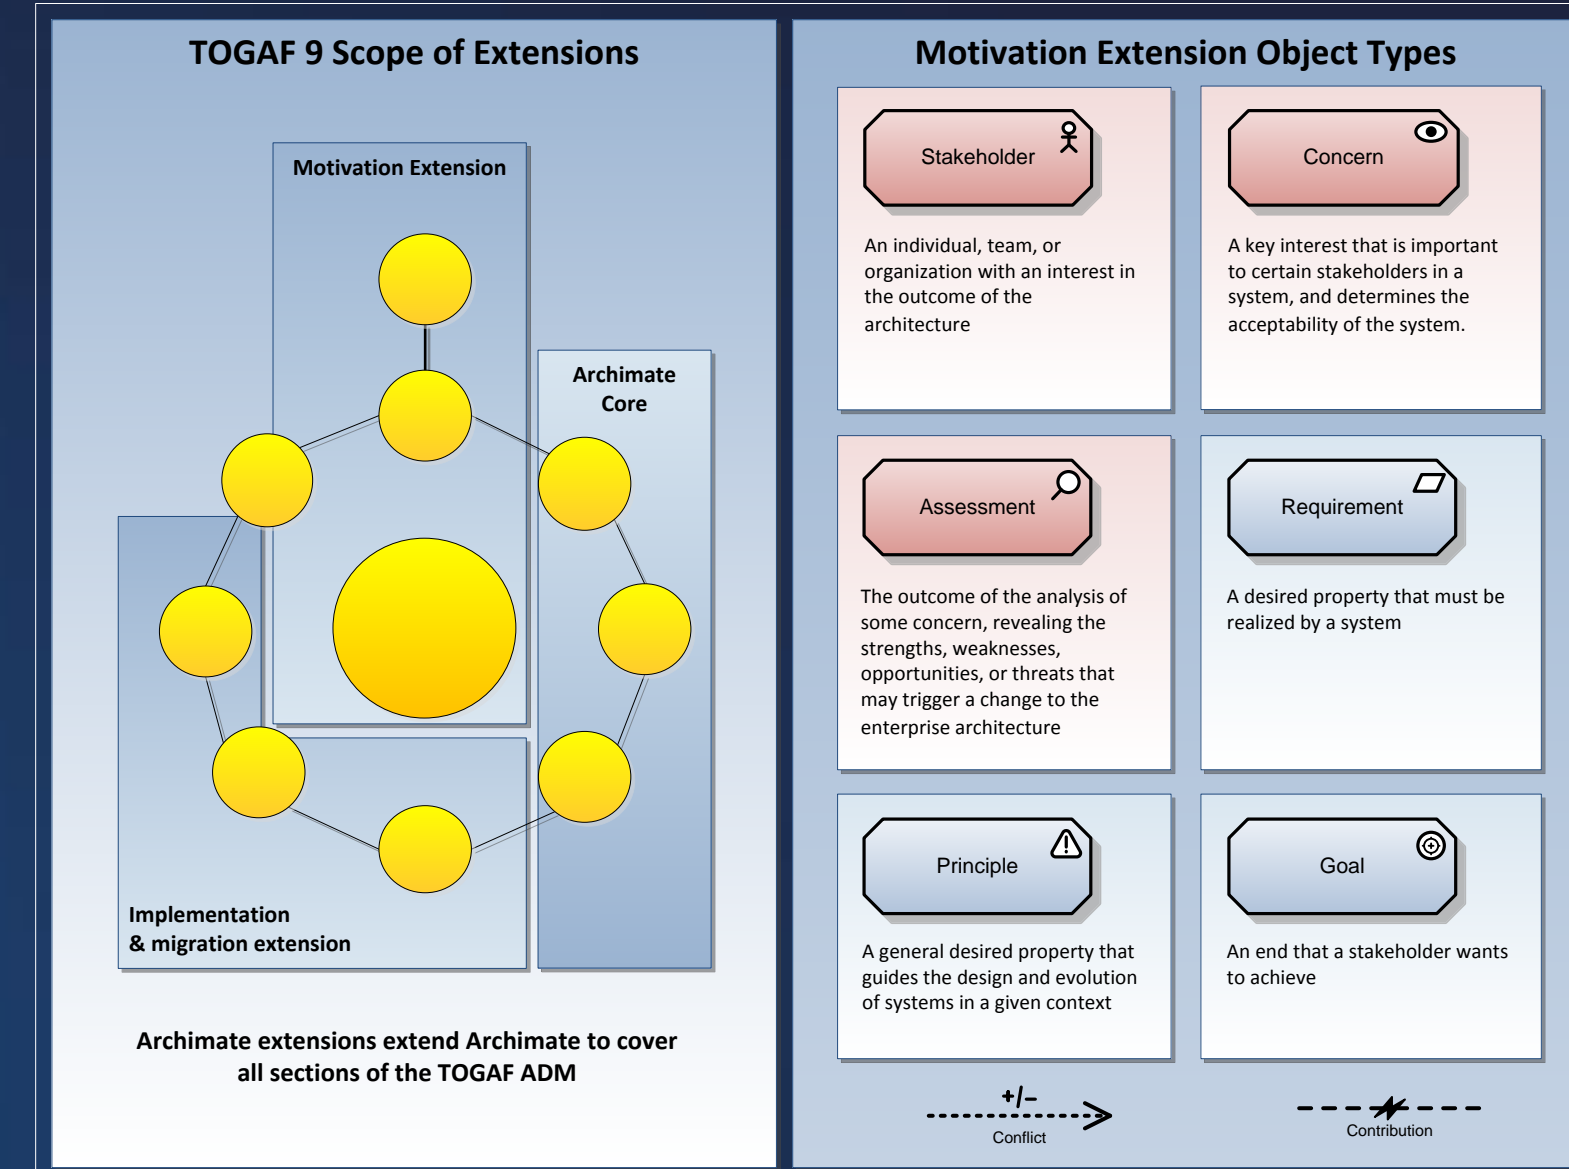 TOGAF 9 Scope of Extensions
Motivation Extension
Archimate
Core
Implementation
& migration extension
Archimate extensions extend Archimate to cover
all sections of the TOGAF ADM
Motivation Extension Object Types
Stakeholder
An individual, team, or
organization with an interest in
the outcome of the
architecture
Concern
A key interest that is important
to certain stakeholders in a
system, and determines the
acceptability of the system.
Assessment
The outcome of the analysis of
some concern, revealing the
strengths, weaknesses,
opportunities, or threats that
may trigger a change to the
enterprise architecture
Requirement
A desired property that must be
realized by a system
Principle
A general desired property that
guides the design and evolution
of systems in a given context
Goal
An end that a stakeholder wants
to achieve
+/-
Conflict
Contribution